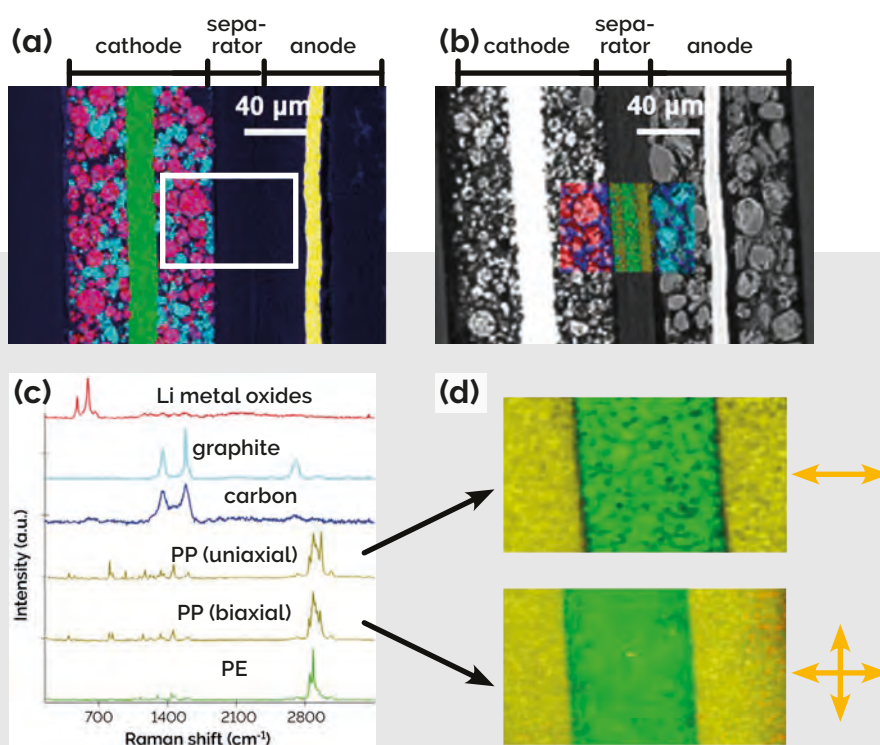 (a)
cathode
sepa-
rator
anode
40 μm
(b)
cathode
sepa-
rator
anode
40 μm
(c)
Li metal oxides
graphite
carbon
PP (uniaxial)
PP (biaxial)
PE
Intensity (a.u.)
700 1400 2100 2800
Raman shift (cm⁻¹)
(d)